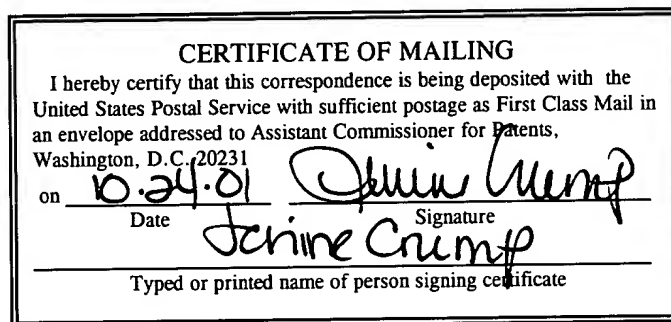 CERTIFICATE OF MAILING
I hereby certify that this correspondence is being deposited with the
United States Postal Service with sufficient postage as First Class Mail in
an envelope addressed to Assistant Commissioner for Patents,
Washington, D.C. 20231
on 10.24.01 Janine Crump
Date Signature
Janine Crump
Typed or printed name of person signing certificate